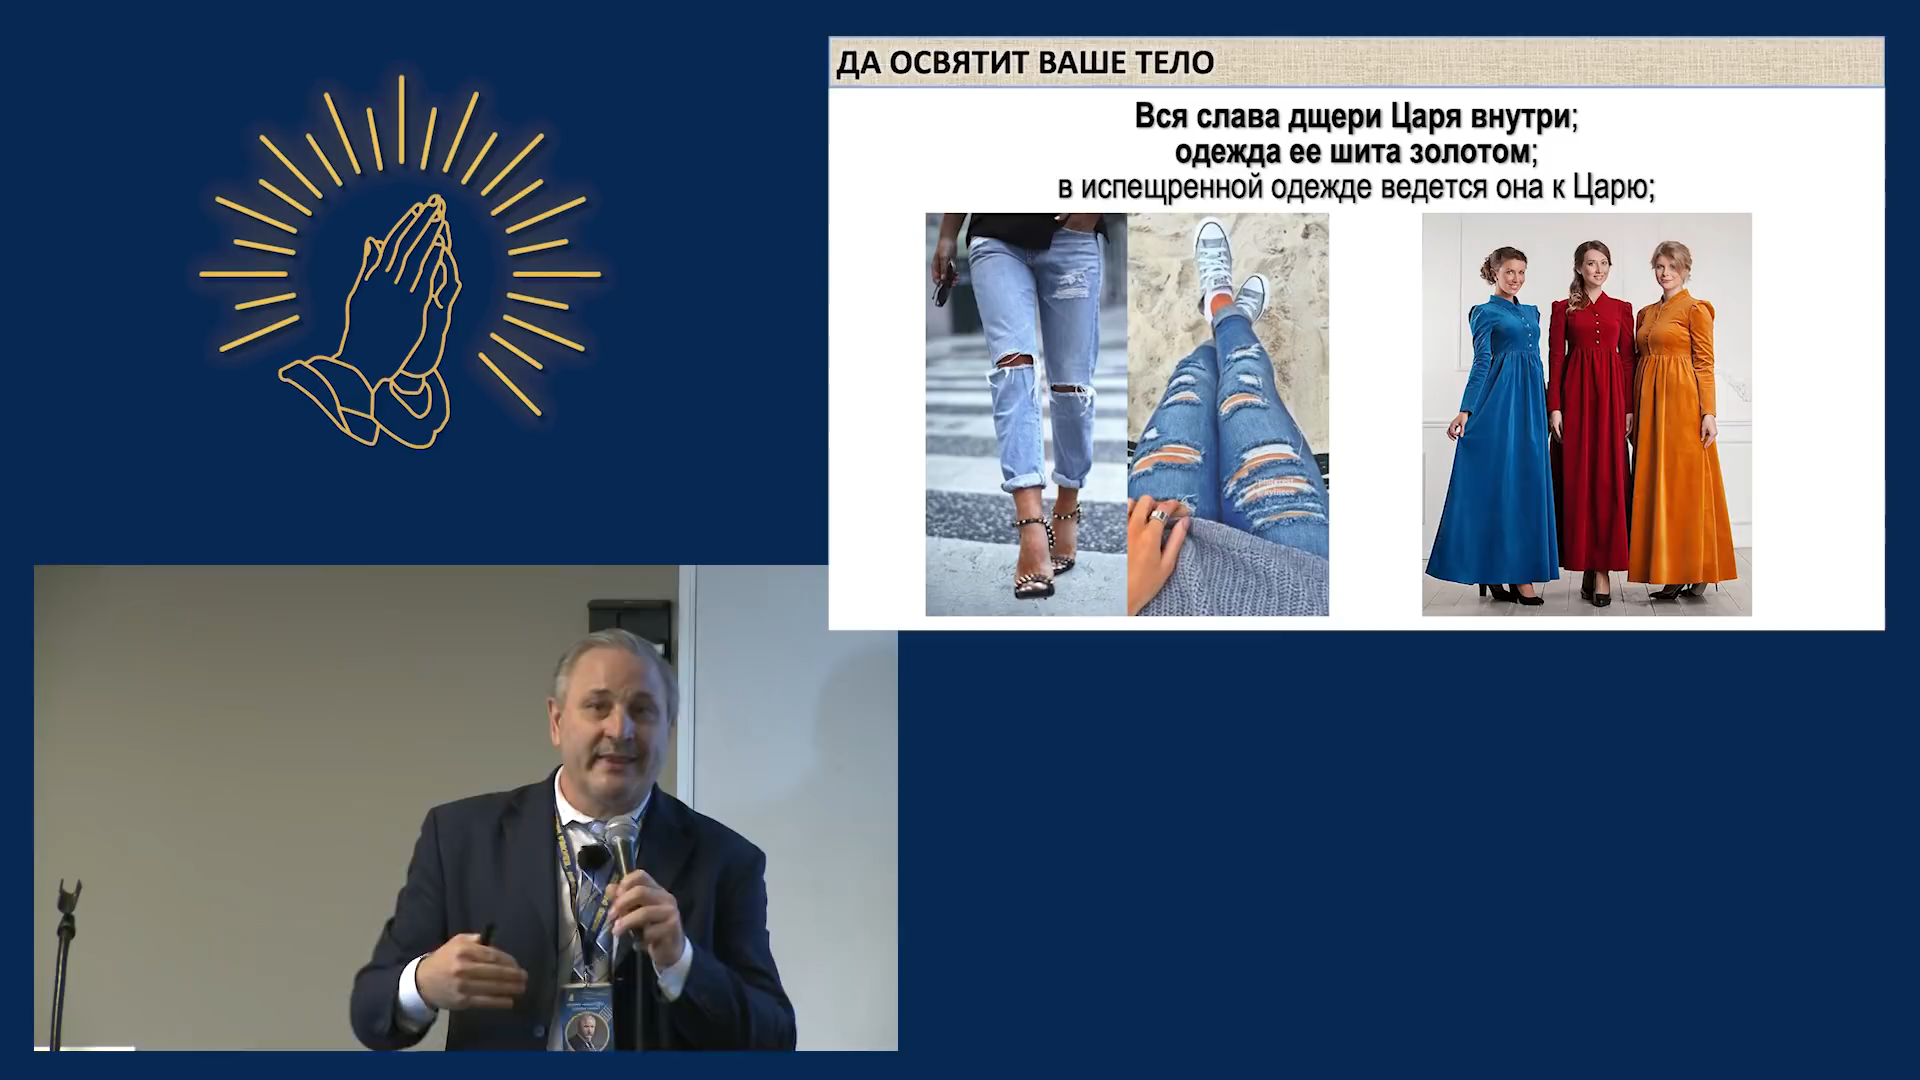 ДА ОСВЯТИТ ВАШЕ ТЕЛО
Вся слава дщери Царя внутри;
одежда ее шита золотом;
в испещренной одежде ведется она к Царю;